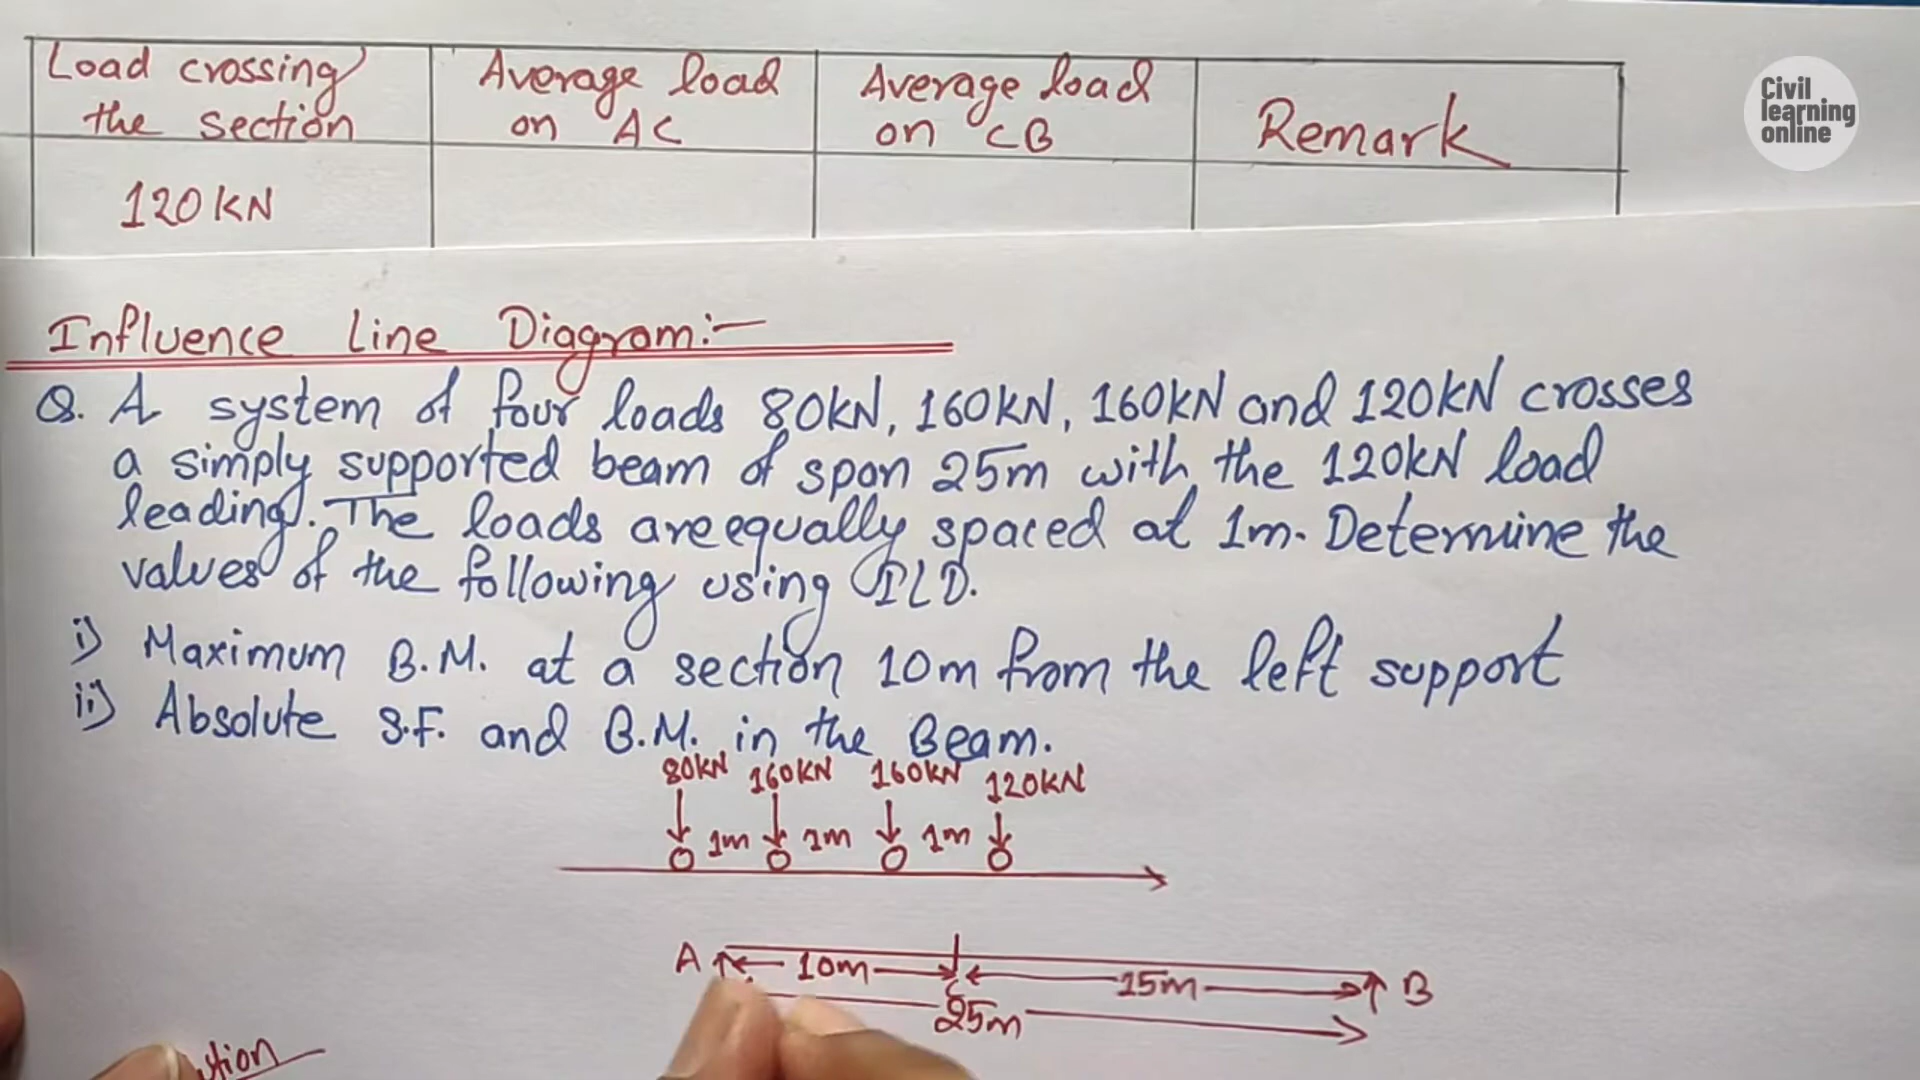 Load crossing the section
Average load on AC
Average load on CB
Remark
120KN
Civil learning online
Influence Line Diagram:-
Q. A system of four loads 80KN, 160KN, 160KN and 120KN crosses
a simply supported beam of span 25m with the 120KN load
leading. The loads are equally spaced at 1m. Determine the
values of the following using ILD.
i) Maximum B.M. at a section 10m from the left support
ii) Absolute S.F. and B.M. in the Beam.
80KN 160KN 160KN 120KN
1m 1m 1m
A 10m C 15m B
25m